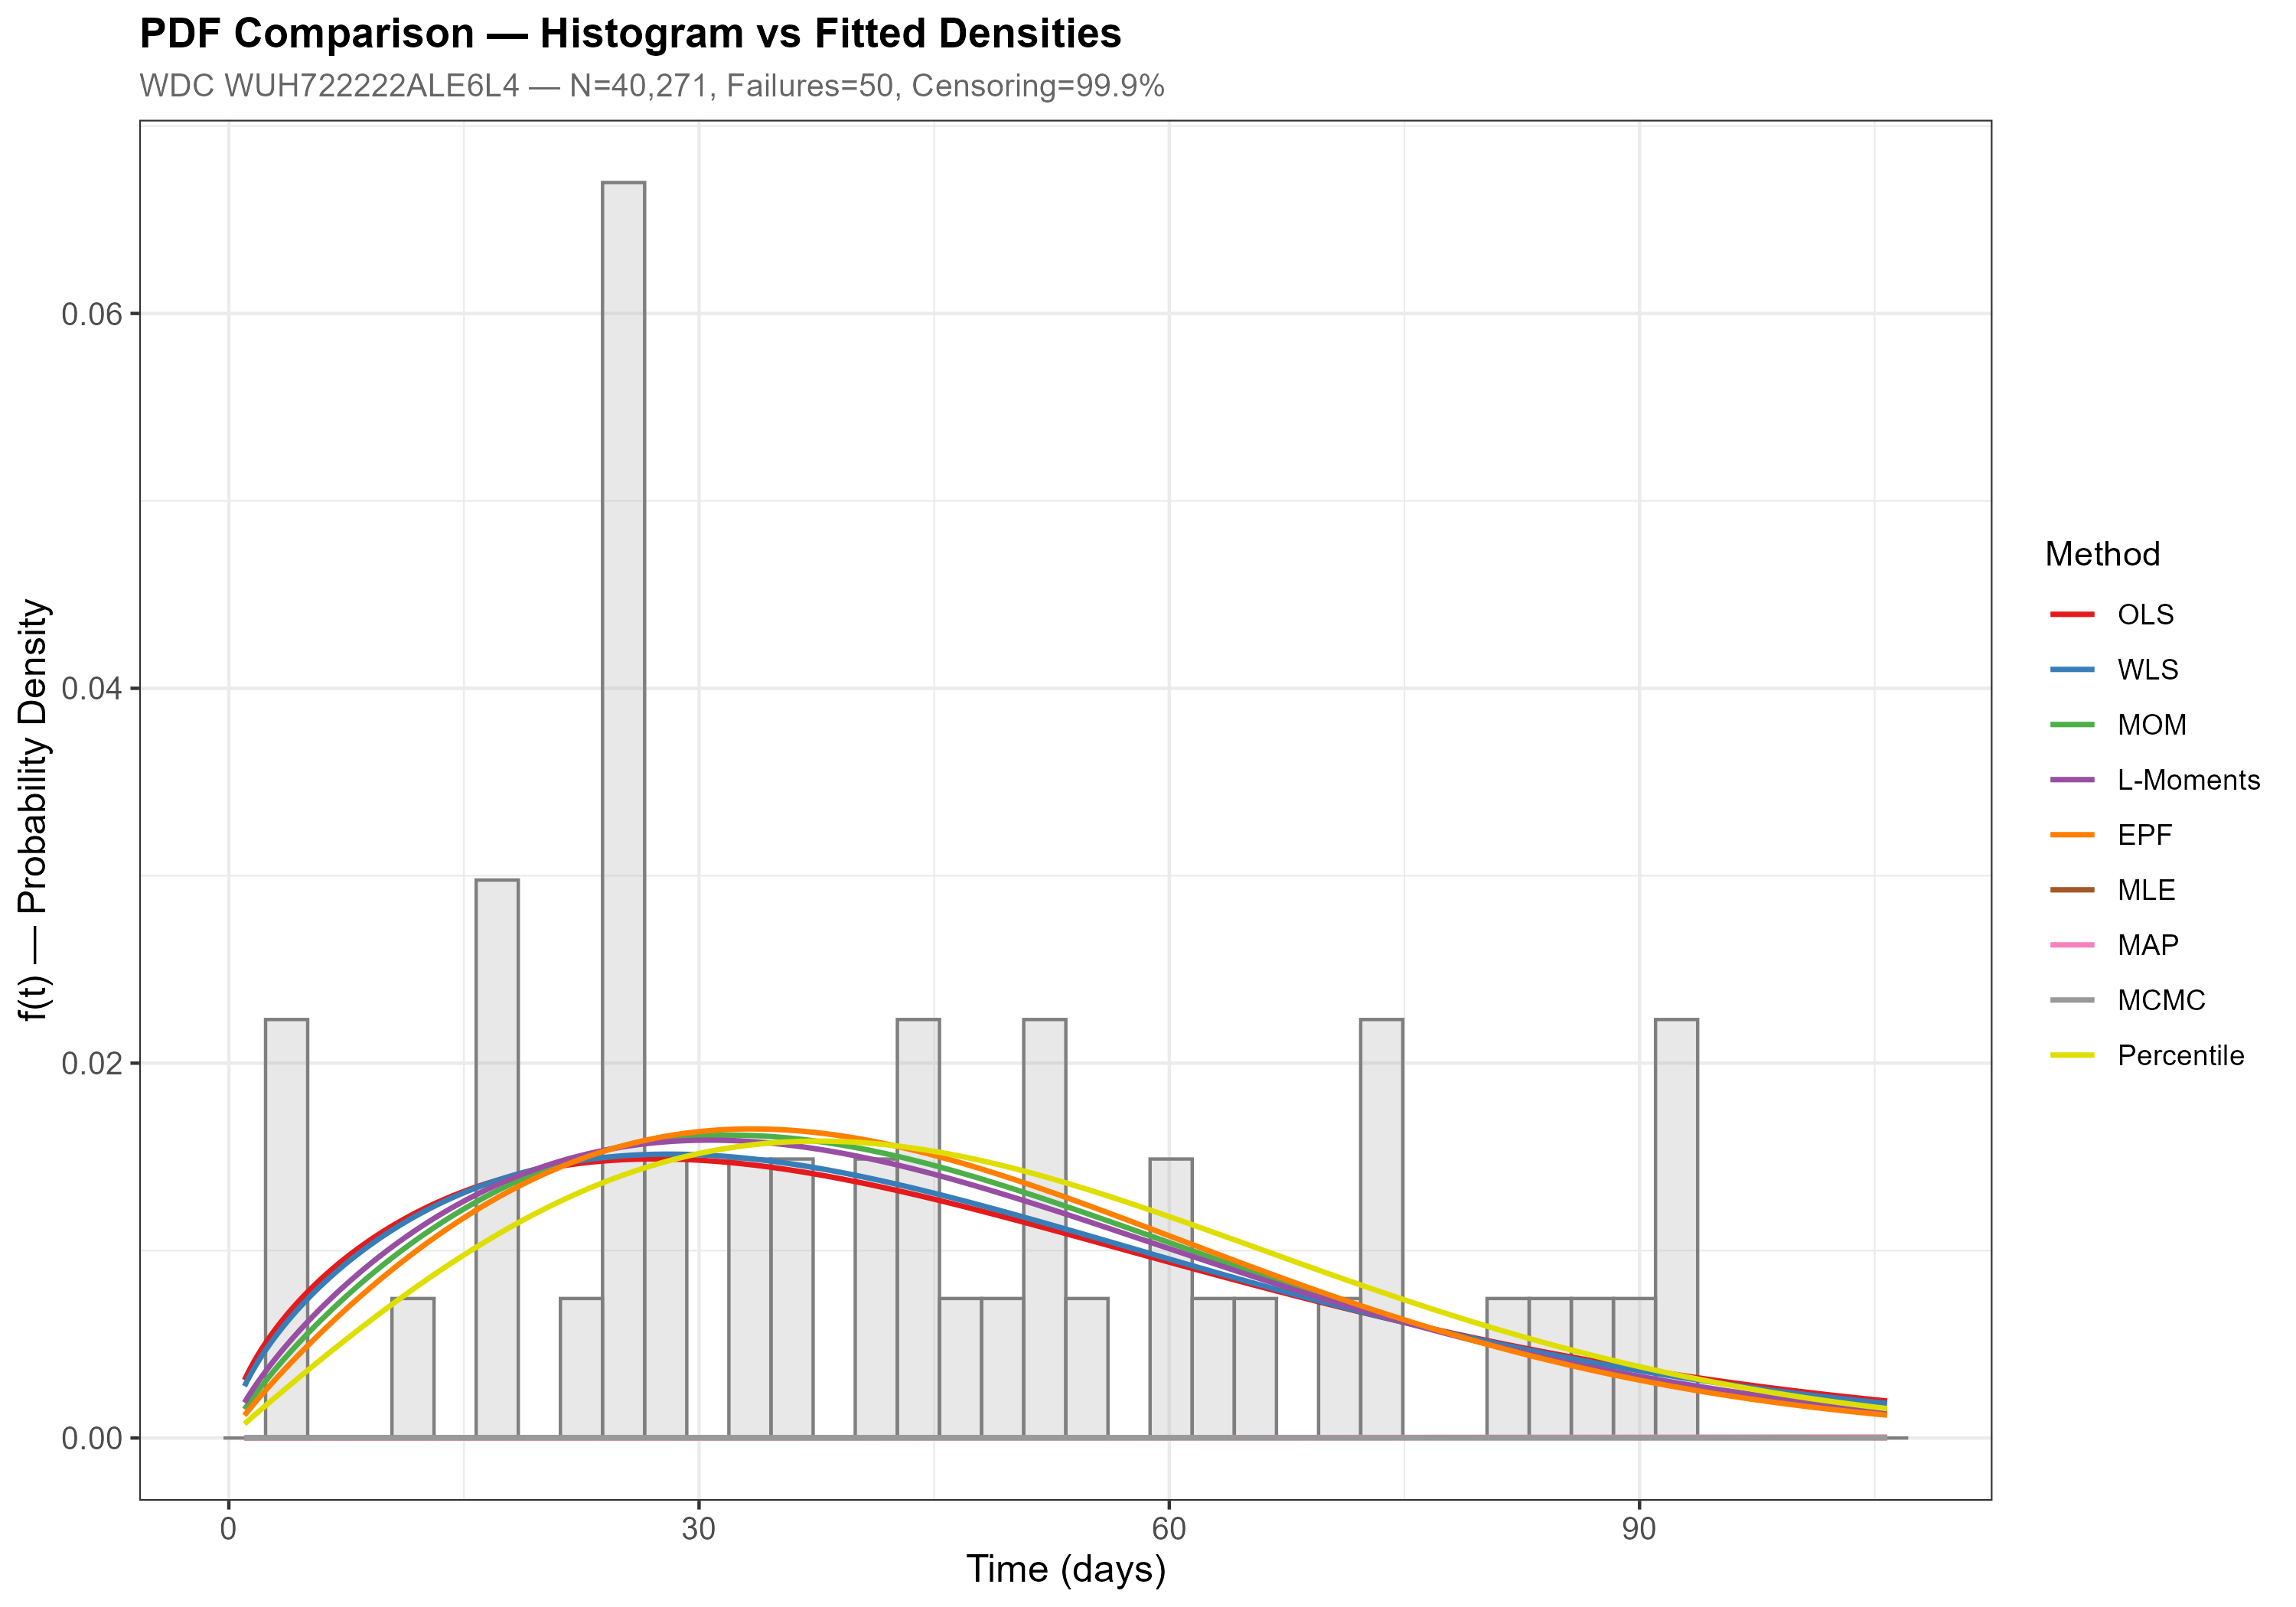 PDF Comparison — Histogram vs Fitted Densities
WDC WUH722222ALE6L4 — N=40,271, Failures=50, Censoring=99.9%
f(t) — Probability Density
0.06
0.04
0.02
0.00
0
30
60
90
Time (days)
Method
OLS
WLS
MOM
L-Moments
EPF
MLE
MAP
MCMC
Percentile